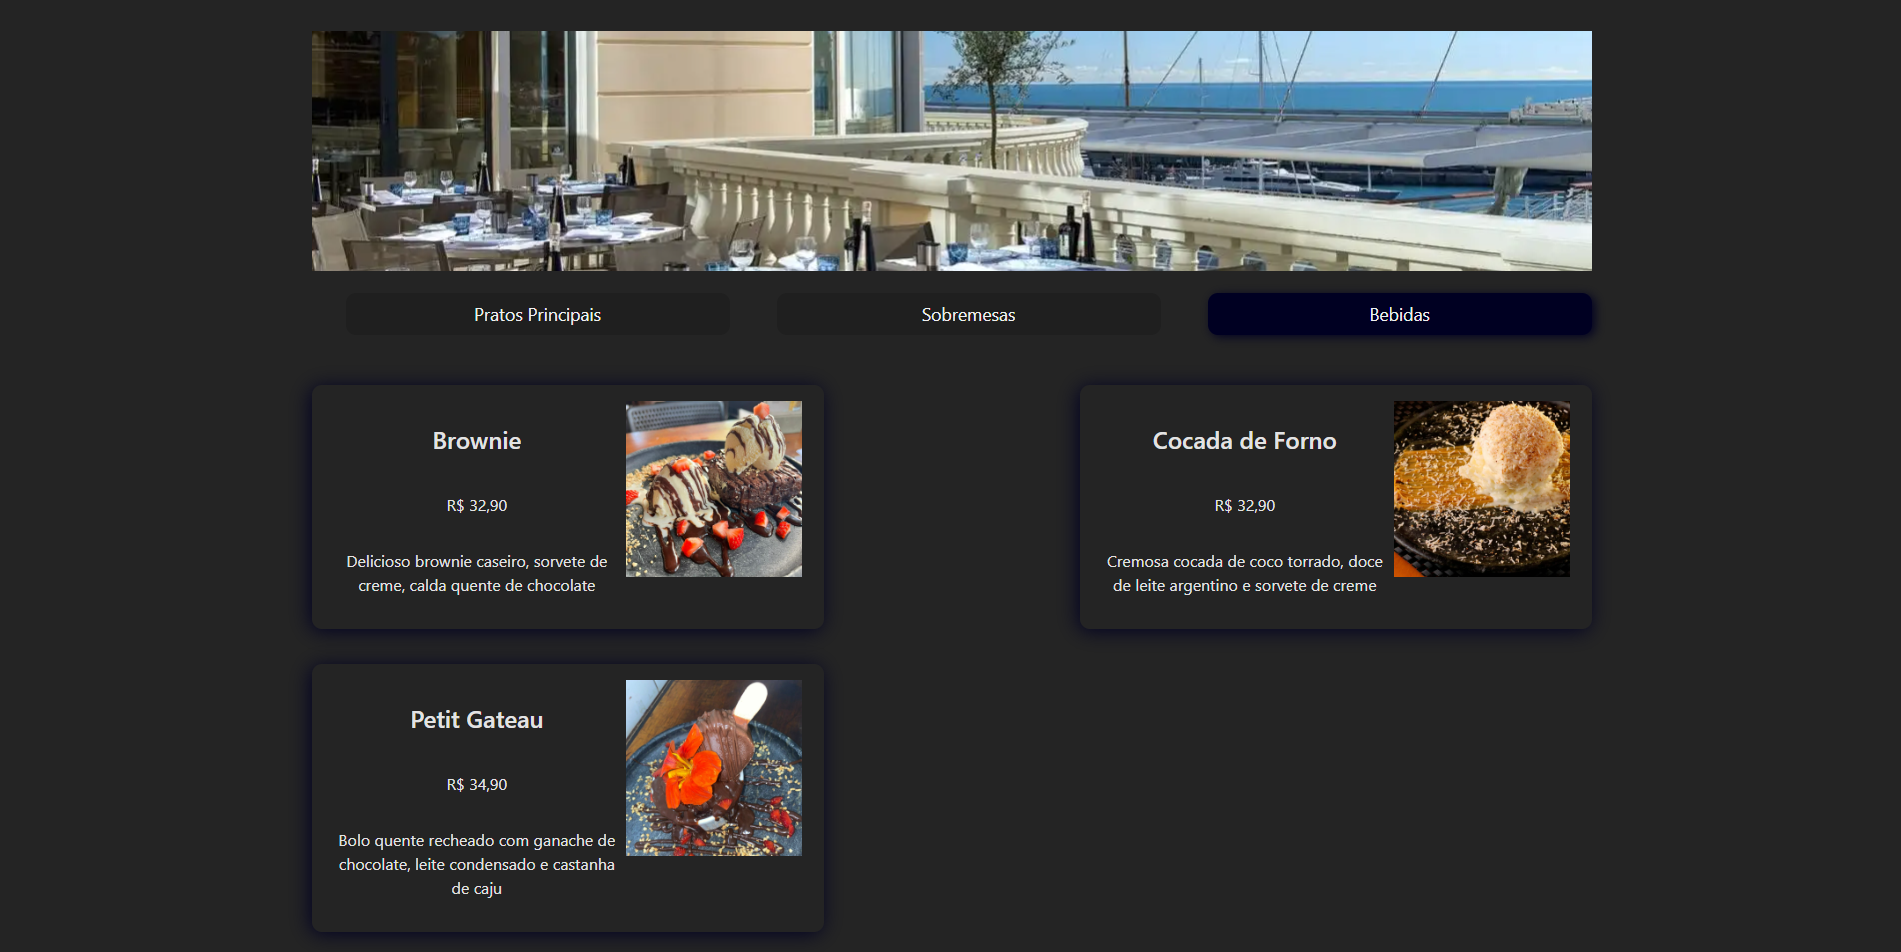 Pratos Principais
Sobremesas
Bebidas
Brownie
R$ 32,90
Delicioso brownie caseiro, sorvete de
creme, calda quente de chocolate
Cocada de Forno
R$ 32,90
Cremosa cocada de coco torrado, doce
de leite argentino e sorvete de creme
Petit Gateau
R$ 34,90
Bolo quente recheado com ganache de
chocolate, leite condensado e castanha
de caju